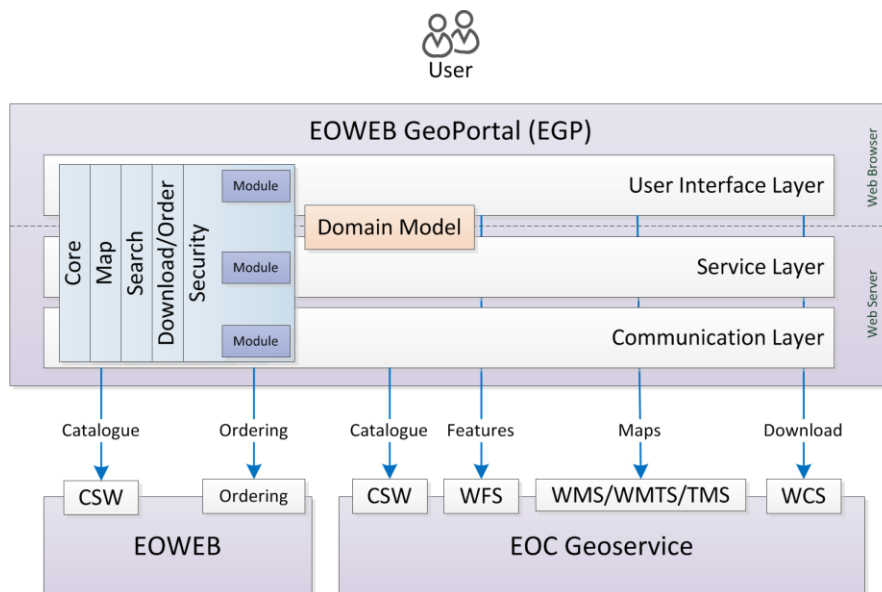 User
EOWEB GeoPortal (EGP)
Web Browser
Module
User Interface Layer
Domain Model
Core
Map
Search
Download/Order
Security
Module
Service Layer
Web Server
Module
Communication Layer
Catalogue
Ordering
Catalogue
Features
Maps
Download
CSW
Ordering
CSW
WFS
WMS/WMTS/TMS
WCS
EOWEB
EOC Geoservice